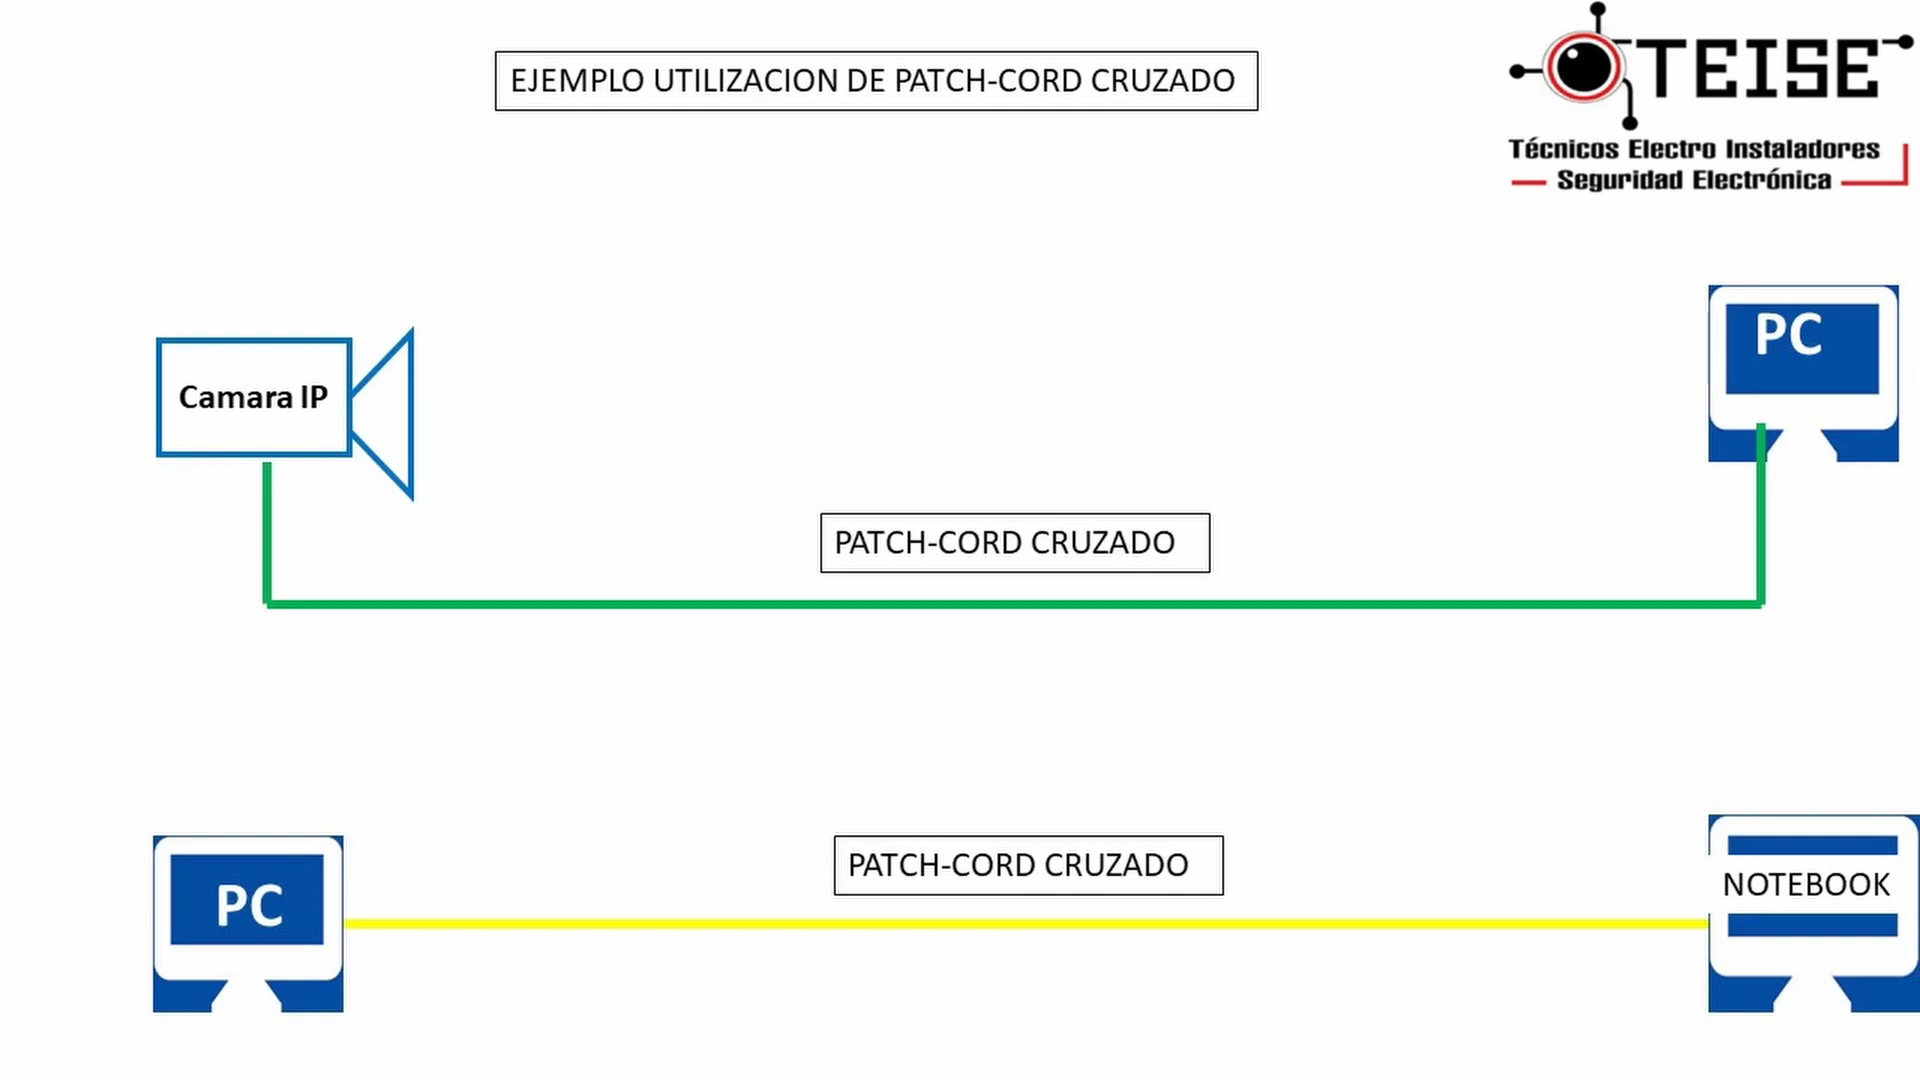 EJEMPLO UTILIZACION DE PATCH-CORD CRUZADO
TEISE
Técnicos Electro Instaladores
Seguridad Electrónica
PC
Camara IP
PATCH-CORD CRUZADO
PATCH-CORD CRUZADO
NOTEBOOK
PC